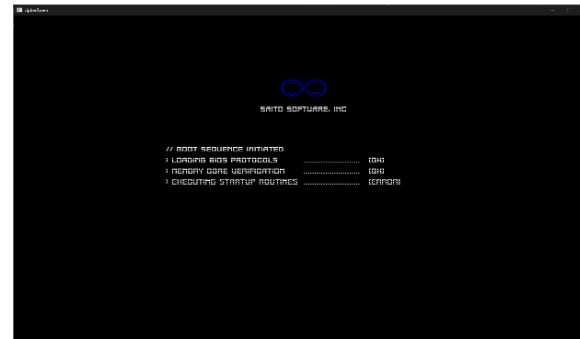 SAITO SOFTWARE, INC
// BOOT SEQUENCE INITIATED
> LOADING BIOS PROTOCOLS ............................ [OK]
> MEMORY CORE VERIFICATION ............................ [OK]
> EXECUTING STARTUP ROUTINES ............................ [ERROR]